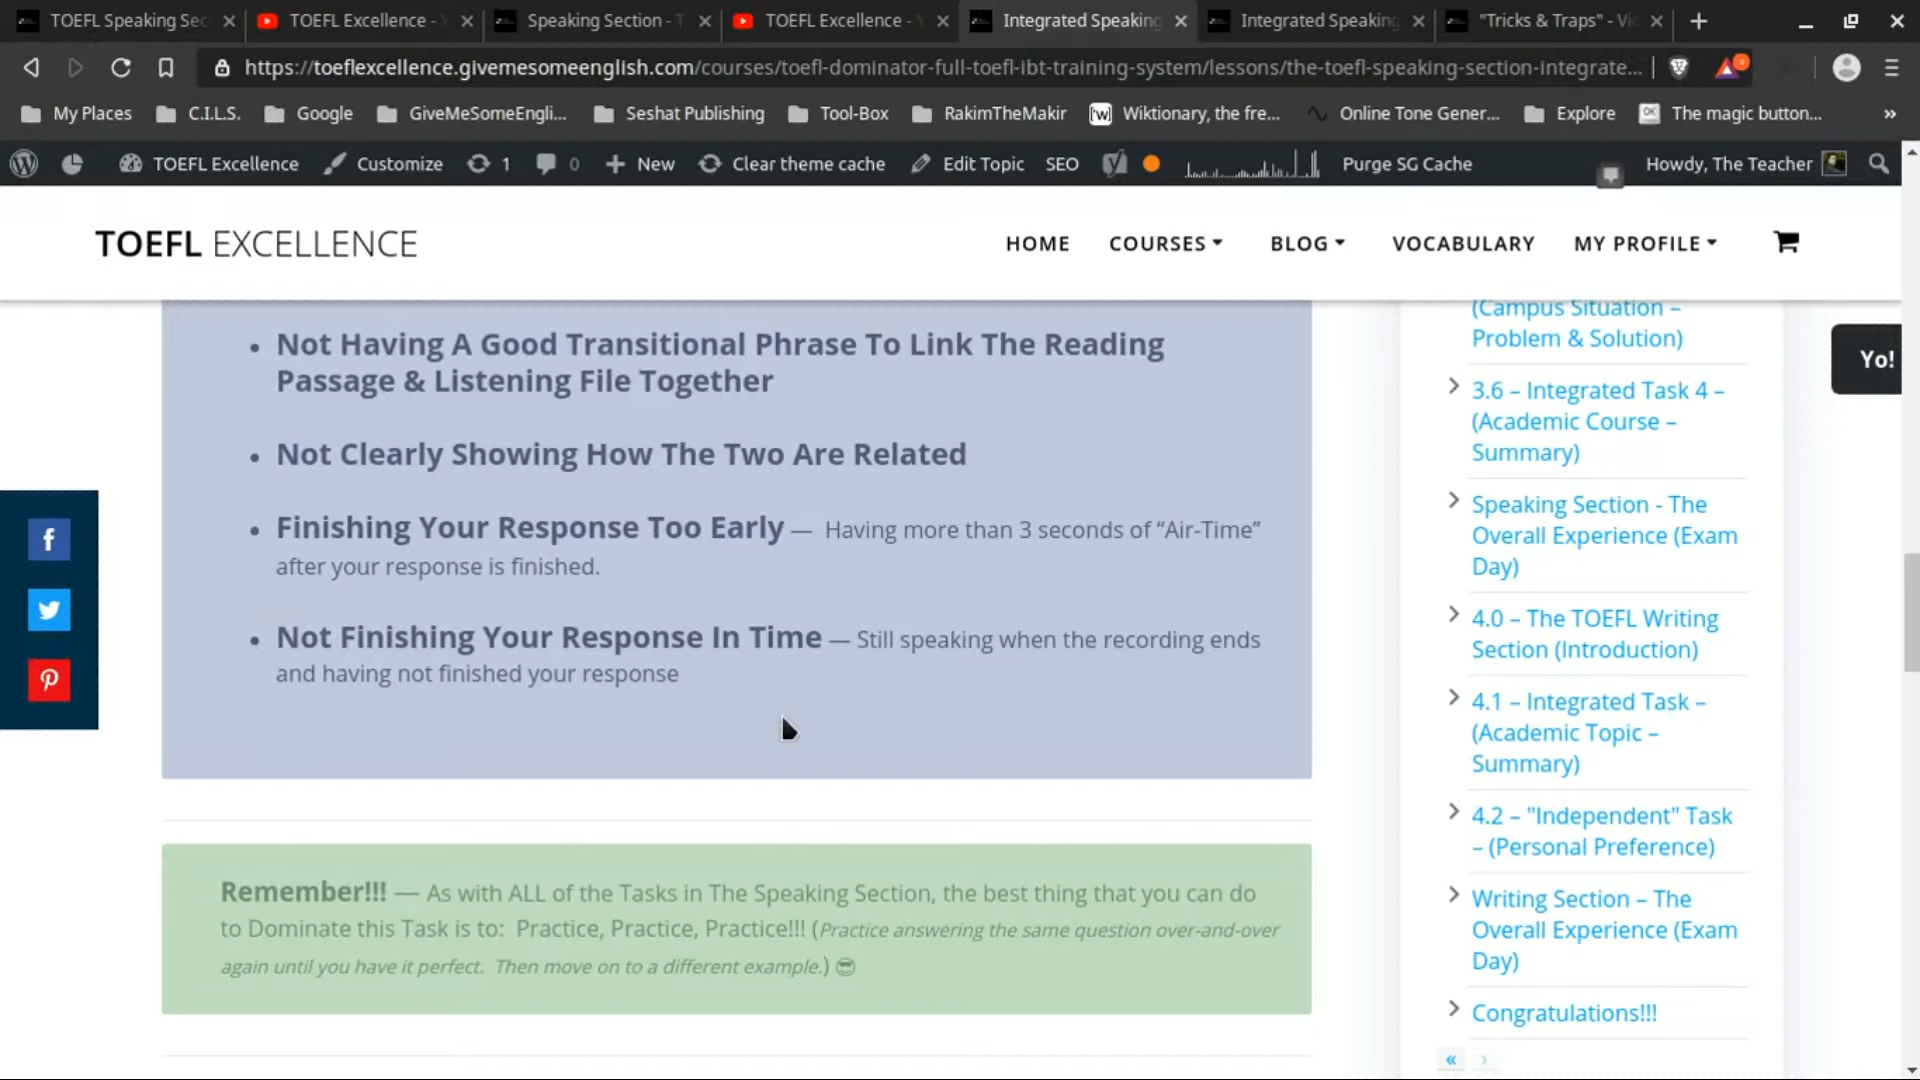 TOEFL Speaking Sec
TOEFL Excellence -
Speaking Section - T
TOEFL Excellence -
Integrated Speaking
Integrated Speaking
"Tricks & Traps" - Vi
https://toeflexcellence.givemesomeenglish.com/courses/toefl-dominator-full-toefl-ibt-training-system/lessons/the-toefl-speaking-section-integrate...
My Places
C.I.L.S.
Google
GiveMeSomeEngli...
Seshat Publishing
Tool-Box
RakimTheMakir
Wiktionary, the fre...
Online Tone Gener...
Explore
The magic button...
»
TOEFL Excellence
Customize
1
0
New
Clear theme cache
Edit Topic
SEO
Purge SG Cache
Howdy, The Teacher
TOEFL EXCELLENCE
HOME
COURSES
BLOG
VOCABULARY
MY PROFILE
• Not Having A Good Transitional Phrase To Link The Reading
Passage & Listening File Together
• Not Clearly Showing How The Two Are Related
• Finishing Your Response Too Early — Having more than 3 seconds of “Air-Time”
after your response is finished.
• Not Finishing Your Response In Time — Still speaking when the recording ends
and having not finished your response
Remember!!! — As with ALL of the Tasks in The Speaking Section, the best thing that you can do
to Dominate this Task is to: Practice, Practice, Practice!!! (Practice answering the same question over-and-over
again until you have it perfect. Then move on to a different example.) 😎
(Campus Situation –
Problem & Solution)
3.6 – Integrated Task 4 –
(Academic Course –
Summary)
Speaking Section - The
Overall Experience (Exam
Day)
4.0 – The TOEFL Writing
Section (Introduction)
4.1 – Integrated Task –
(Academic Topic –
Summary)
4.2 – "Independent" Task
– (Personal Preference)
Writing Section – The
Overall Experience (Exam
Day)
Congratulations!!!
« ›
Yo!